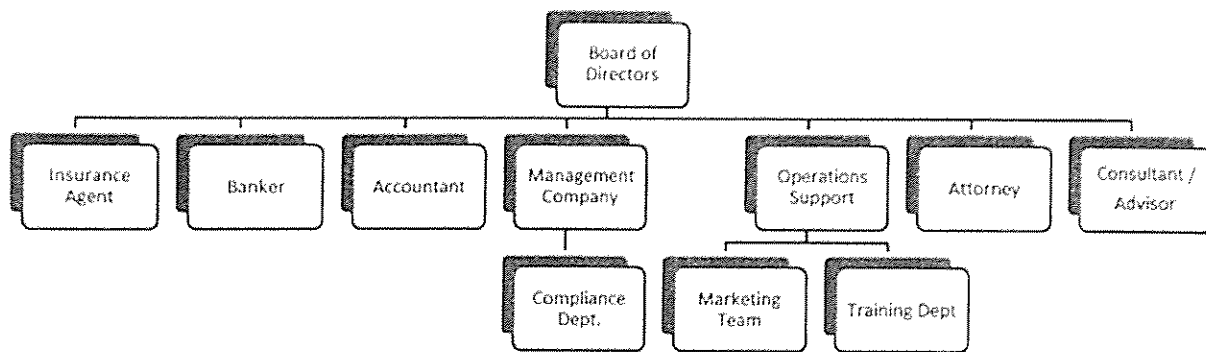 Board of
Directors
Insurance
Agent
Banker
Accountant
Management
Company
Operations
Support
Attorney
Consultant /
Advisor
Compliance
Dept.
Marketing
Team
Training Dept